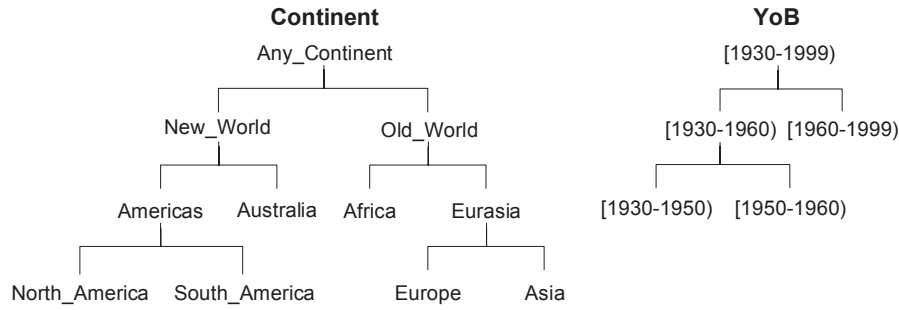 Continent YoB
Any_Continent [1930-1999)
New_World Old_World [1930-1960) [1960-1999)
Americas Australia Africa Eurasia [1930-1950) [1950-1960)
North_America South_America Europe Asia